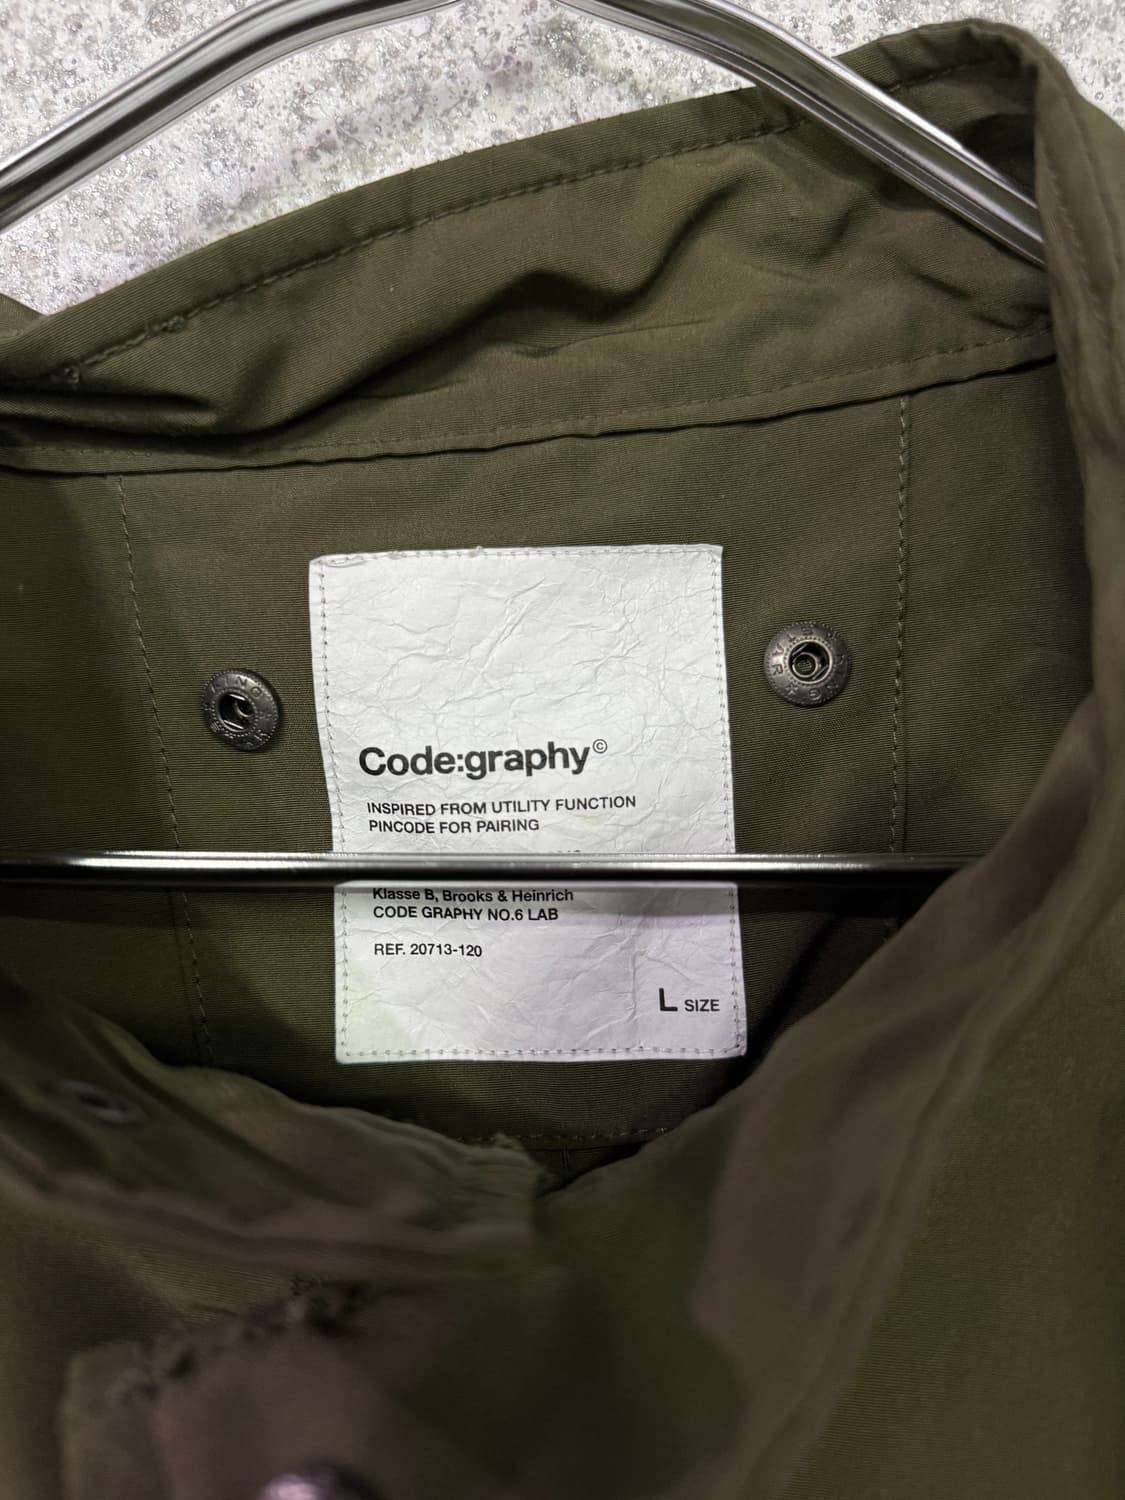 Code:graphy©
INSPIRED FROM UTILITY FUNCTION
PINCODE FOR PAIRING
Klasse B, Brooks & Heinrich
CODE GRAPHY NO.6 LAB
REF. 20713-120
L SIZE